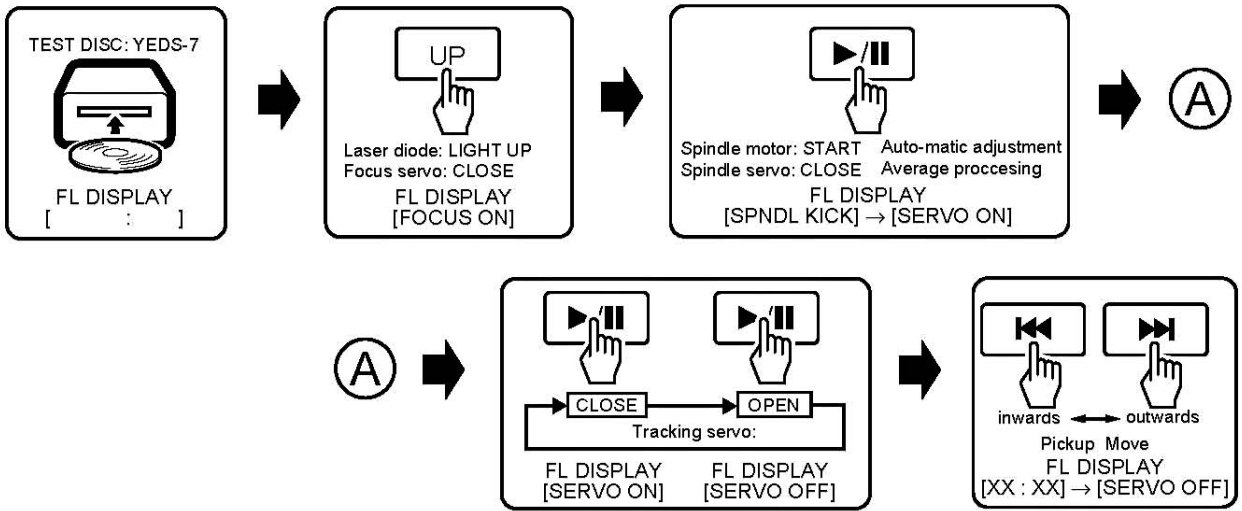 TEST DISC: YEDS-7
FL DISPLAY
[ : ]
UP
Laser diode: LIGHT UP
Focus servo: CLOSE
FL DISPLAY
[FOCUS ON]
Spindle motor: START Auto-matic adjustment
Spindle servo: CLOSE Average proccesing
FL DISPLAY
[SPNDL KICK] → [SERVO ON]
A
A
CLOSE OPEN
Tracking servo:
FL DISPLAY FL DISPLAY
[SERVO ON] [SERVO OFF]
inwards outwards
Pickup Move
FL DISPLAY
[XX : XX] → [SERVO OFF]